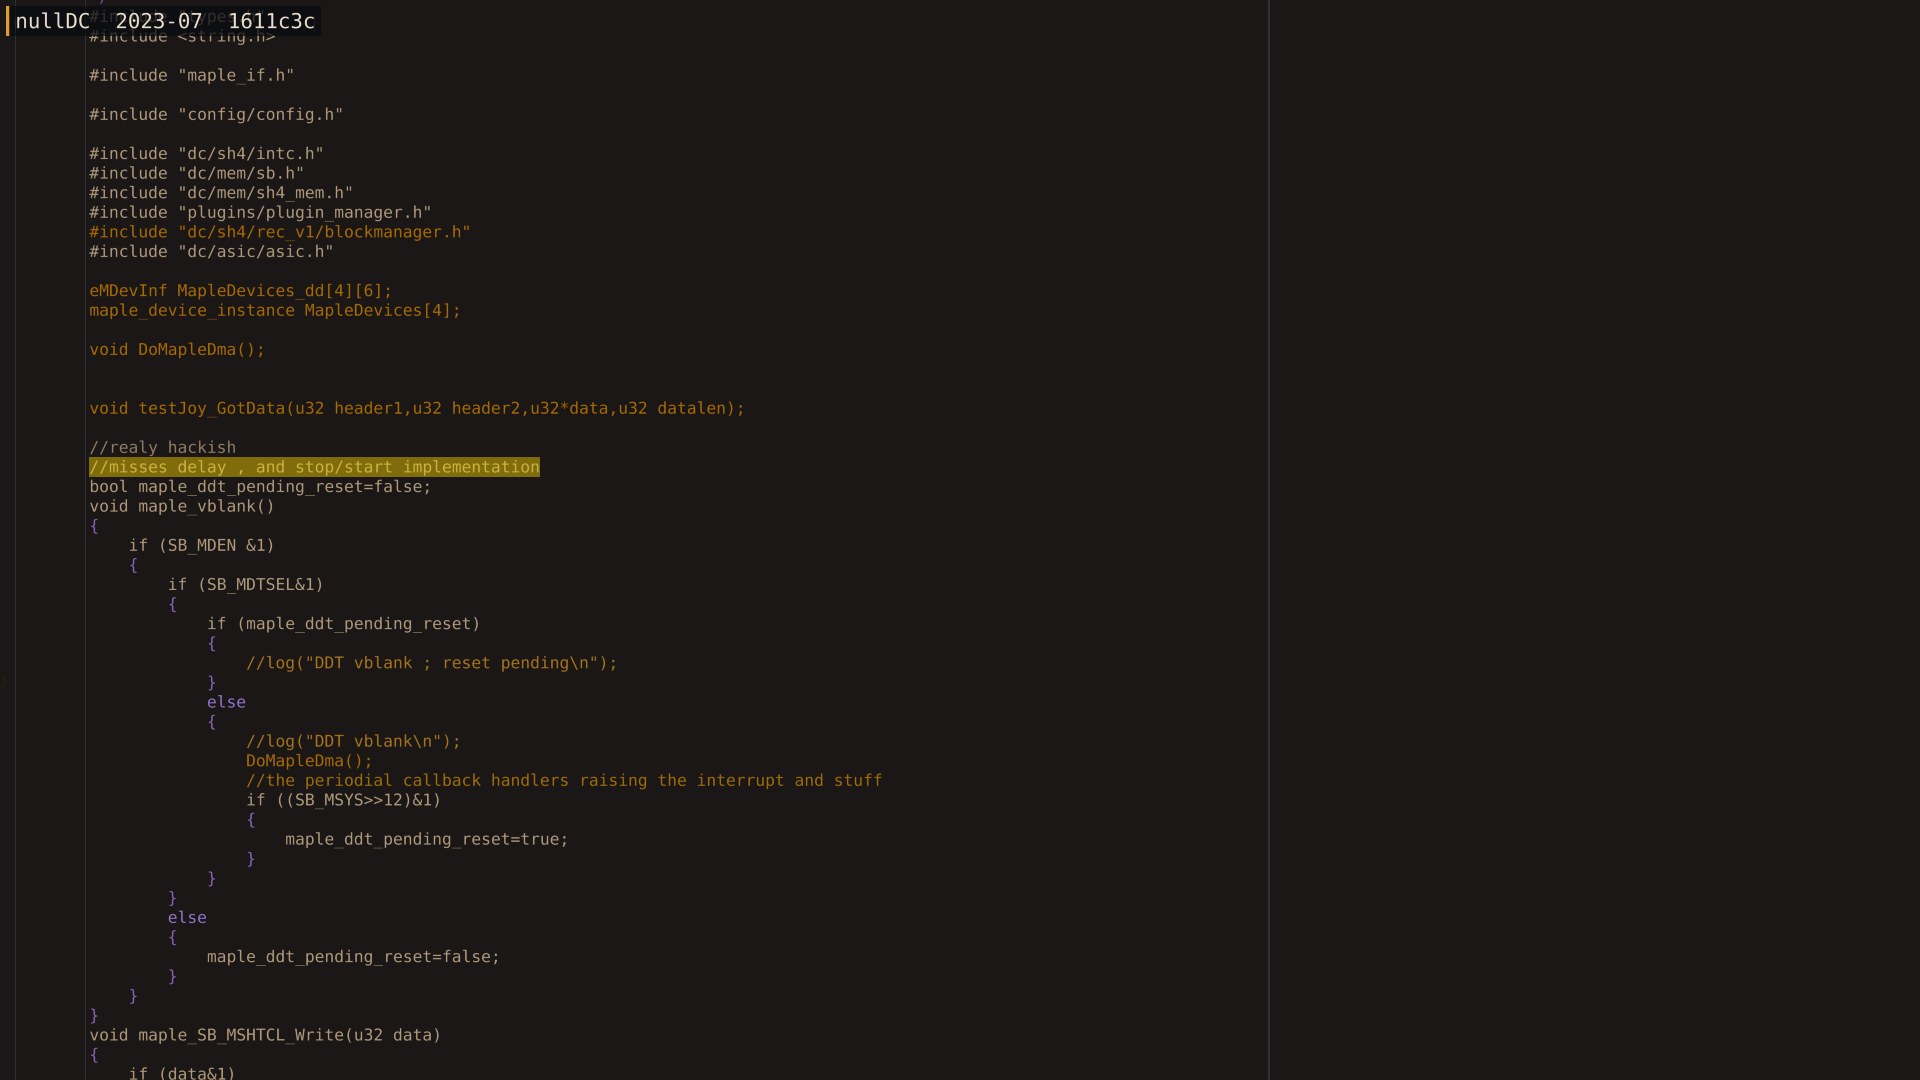 nullDC 2023-07 1611c3c
#include "types.h"
#include <string.h>
#include "maple_if.h"
#include "config/config.h"
#include "dc/sh4/intc.h"
#include "dc/mem/sb.h"
#include "dc/mem/sh4_mem.h"
#include "plugins/plugin_manager.h"
#include "dc/sh4/rec_v1/blockmanager.h"
#include "dc/asic/asic.h"
eMDevInf MapleDevices_dd[4][6];
maple_device_instance MapleDevices[4];
void DoMapleDma();
void testJoy_GotData(u32 header1,u32 header2,u32*data,u32 datalen);
//realy hackish
//misses delay , and stop/start implementation
bool maple_ddt_pending_reset=false;
void maple_vblank()
{
if (SB_MDEN &1)
{
if (SB_MDTSEL&1)
{
if (maple_ddt_pending_reset)
{
//log("DDT vblank ; reset pending\n");
}
else
{
//log("DDT vblank\n");
DoMapleDma();
//the periodial callback handlers raising the interrupt and stuff
if ((SB_MSYS>>12)&1)
{
maple_ddt_pending_reset=true;
}
}
}
else
{
maple_ddt_pending_reset=false;
}
}
}
void maple_SB_MSHTCL_Write(u32 data)
{
if (data&1)